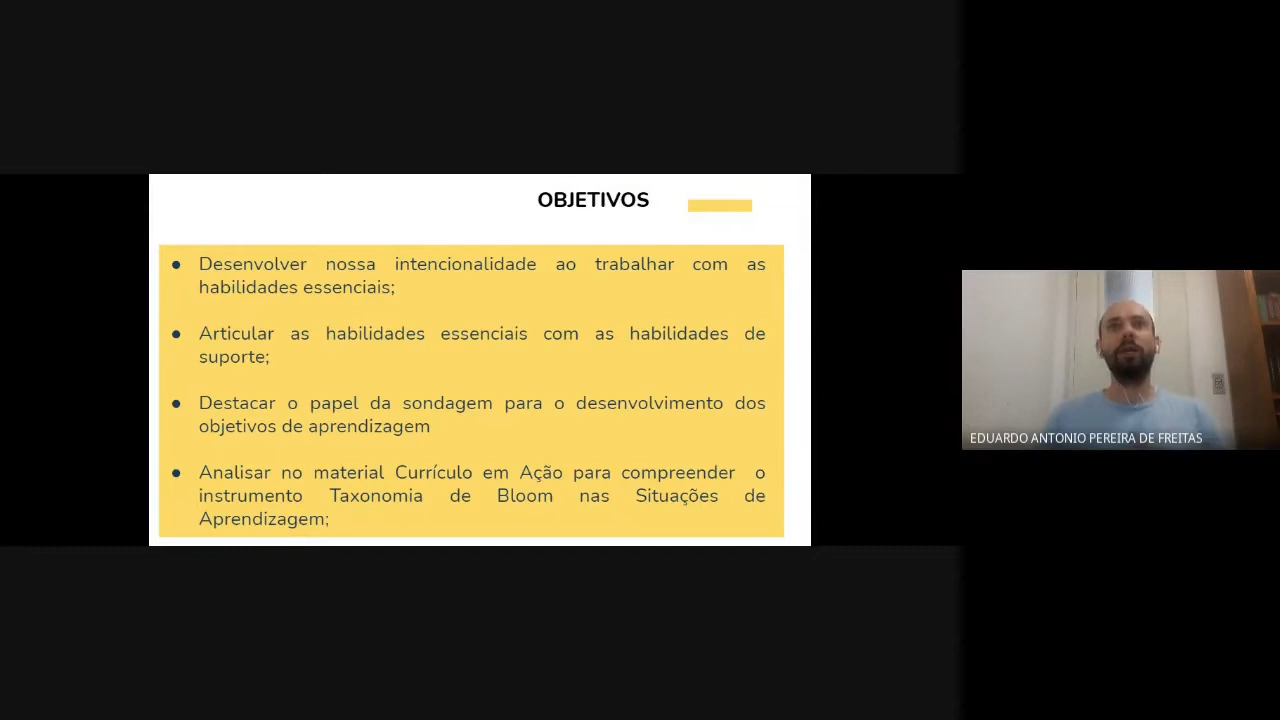 OBJETIVOS
● Desenvolver nossa intencionalidade ao trabalhar com as
habilidades essenciais;
● Articular as habilidades essenciais com as habilidades de
suporte;
● Destacar o papel da sondagem para o desenvolvimento dos
objetivos de aprendizagem
● Analisar no material Currículo em Ação para compreender o
instrumento Taxonomia de Bloom nas Situações de
Aprendizagem;
EDUARDO ANTONIO PEREIRA DE FREITAS